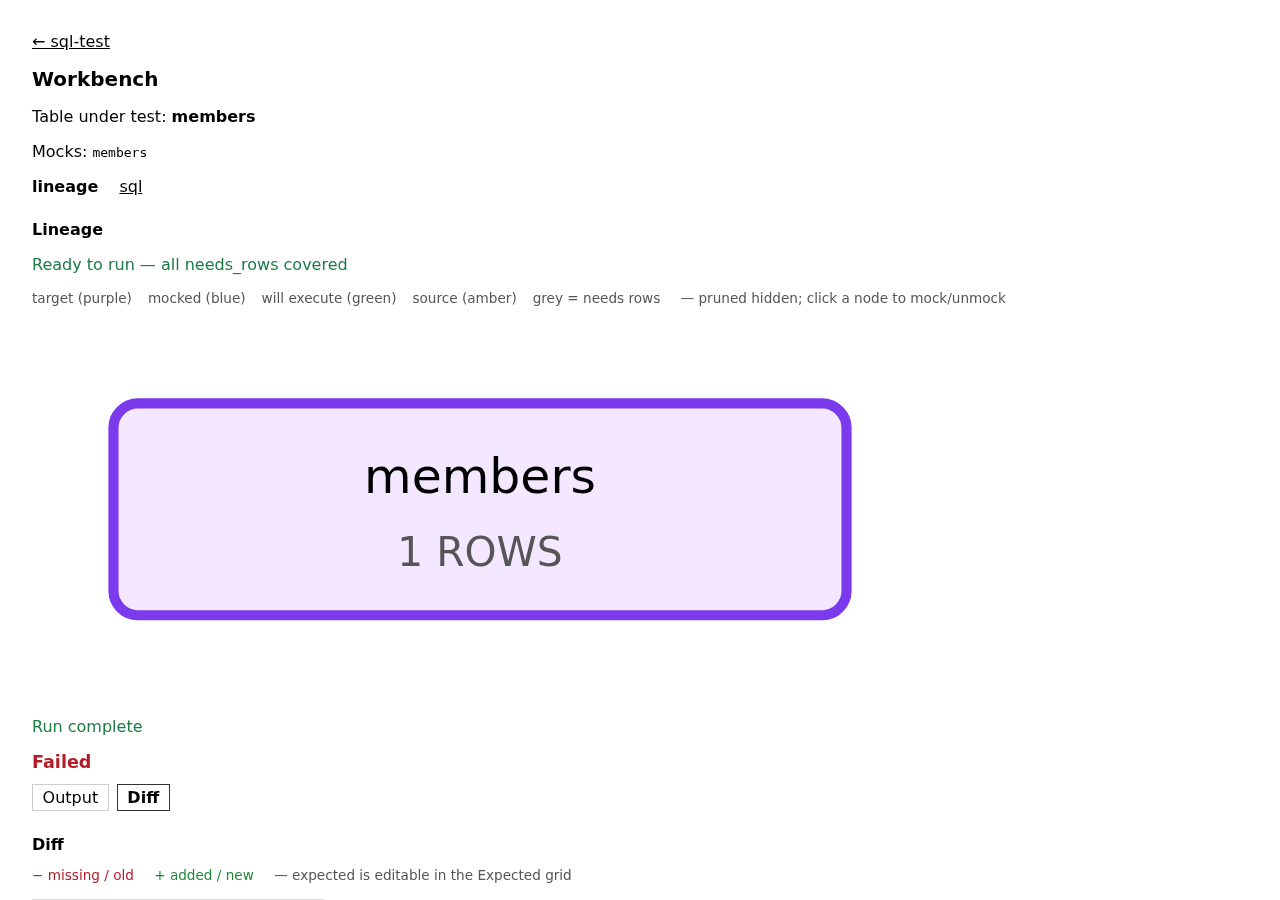 ← sql-test
Workbench
Table under test: members
Mocks: members
lineage sql
Lineage
Ready to run — all needs_rows covered
target (purple) mocked (blue) will execute (green) source (amber) grey = needs rows — pruned hidden; click a node to mock/unmock
members
1 ROWS
Run complete
Failed
Output Diff
Diff
− missing / old + added / new — expected is editable in the Expected grid